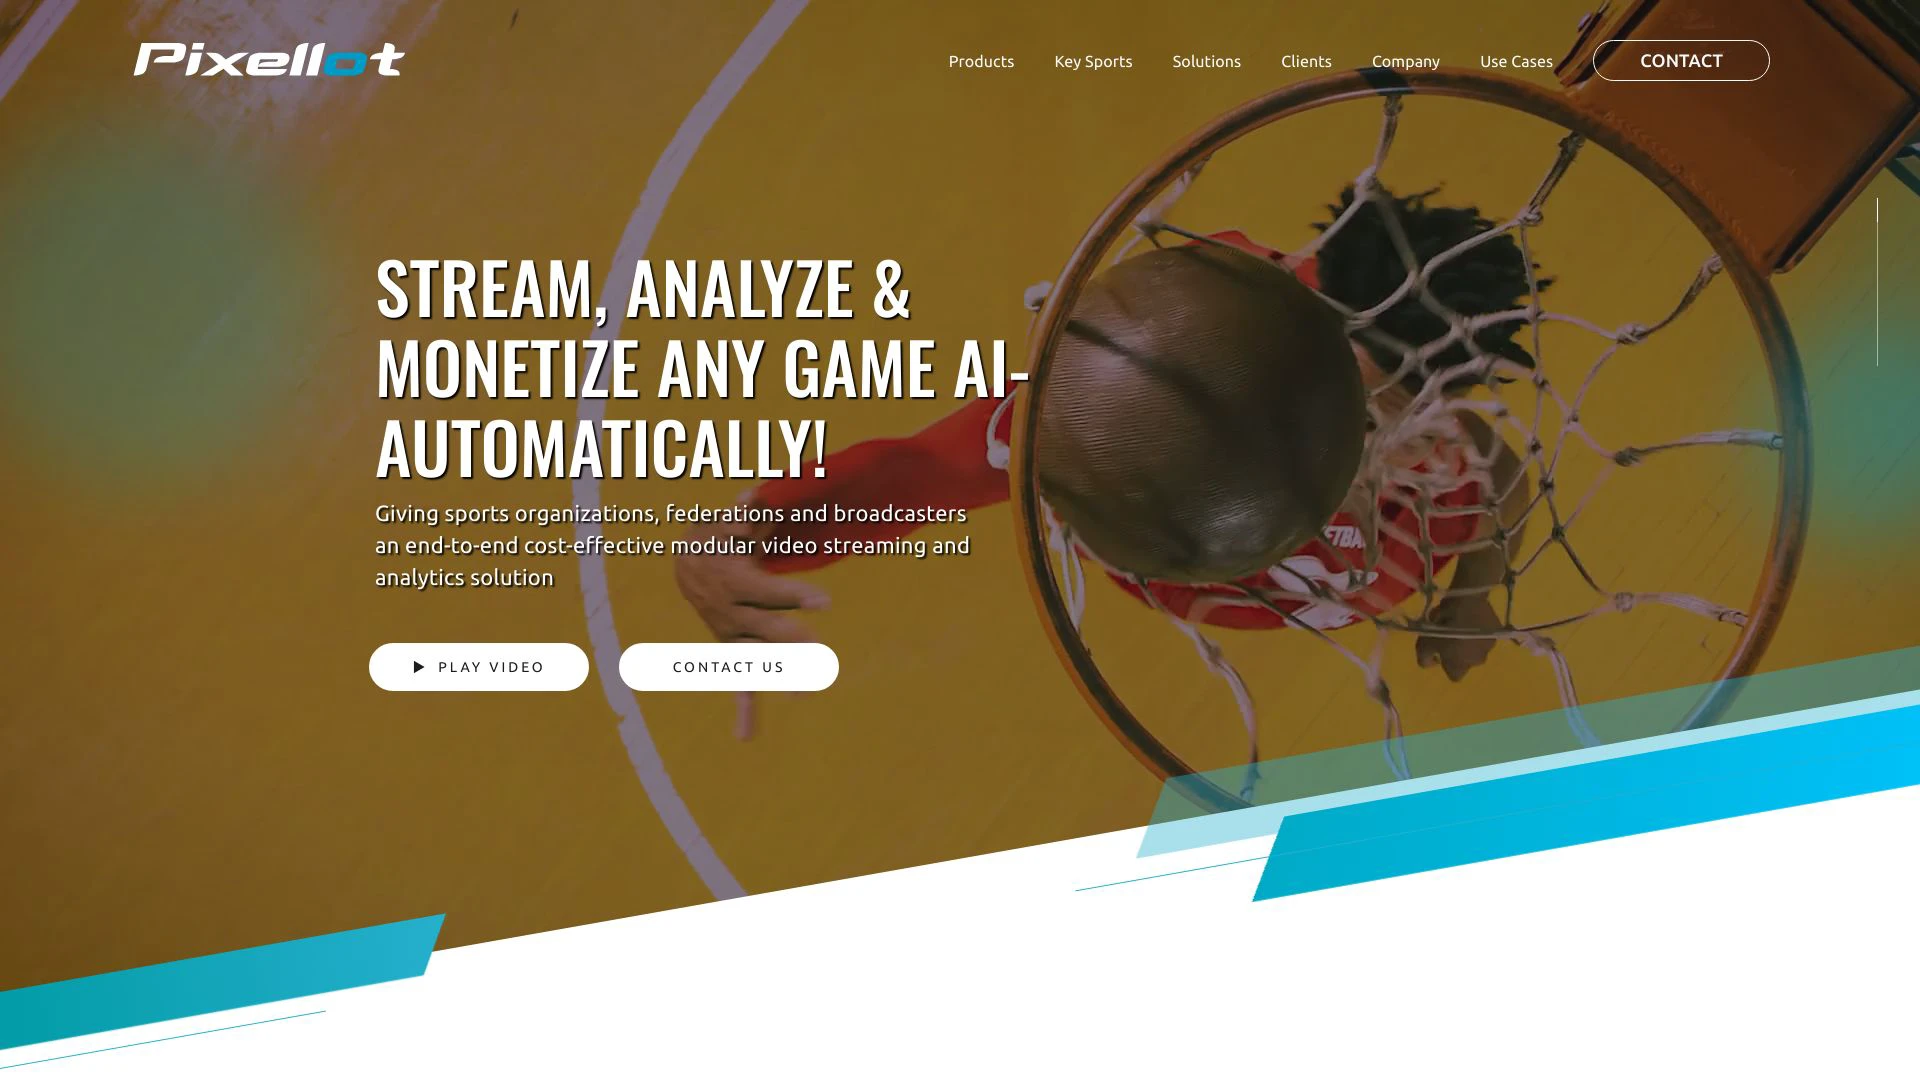 Pixellot
Products Key Sports Solutions Clients Company Use Cases CONTACT
STREAM, ANALYZE &
MONETIZE ANY GAME AI-
AUTOMATICALLY!
Giving sports organizations, federations and broadcasters
an end-to-end cost-effective modular video streaming and
analytics solution
PLAY VIDEO CONTACT US